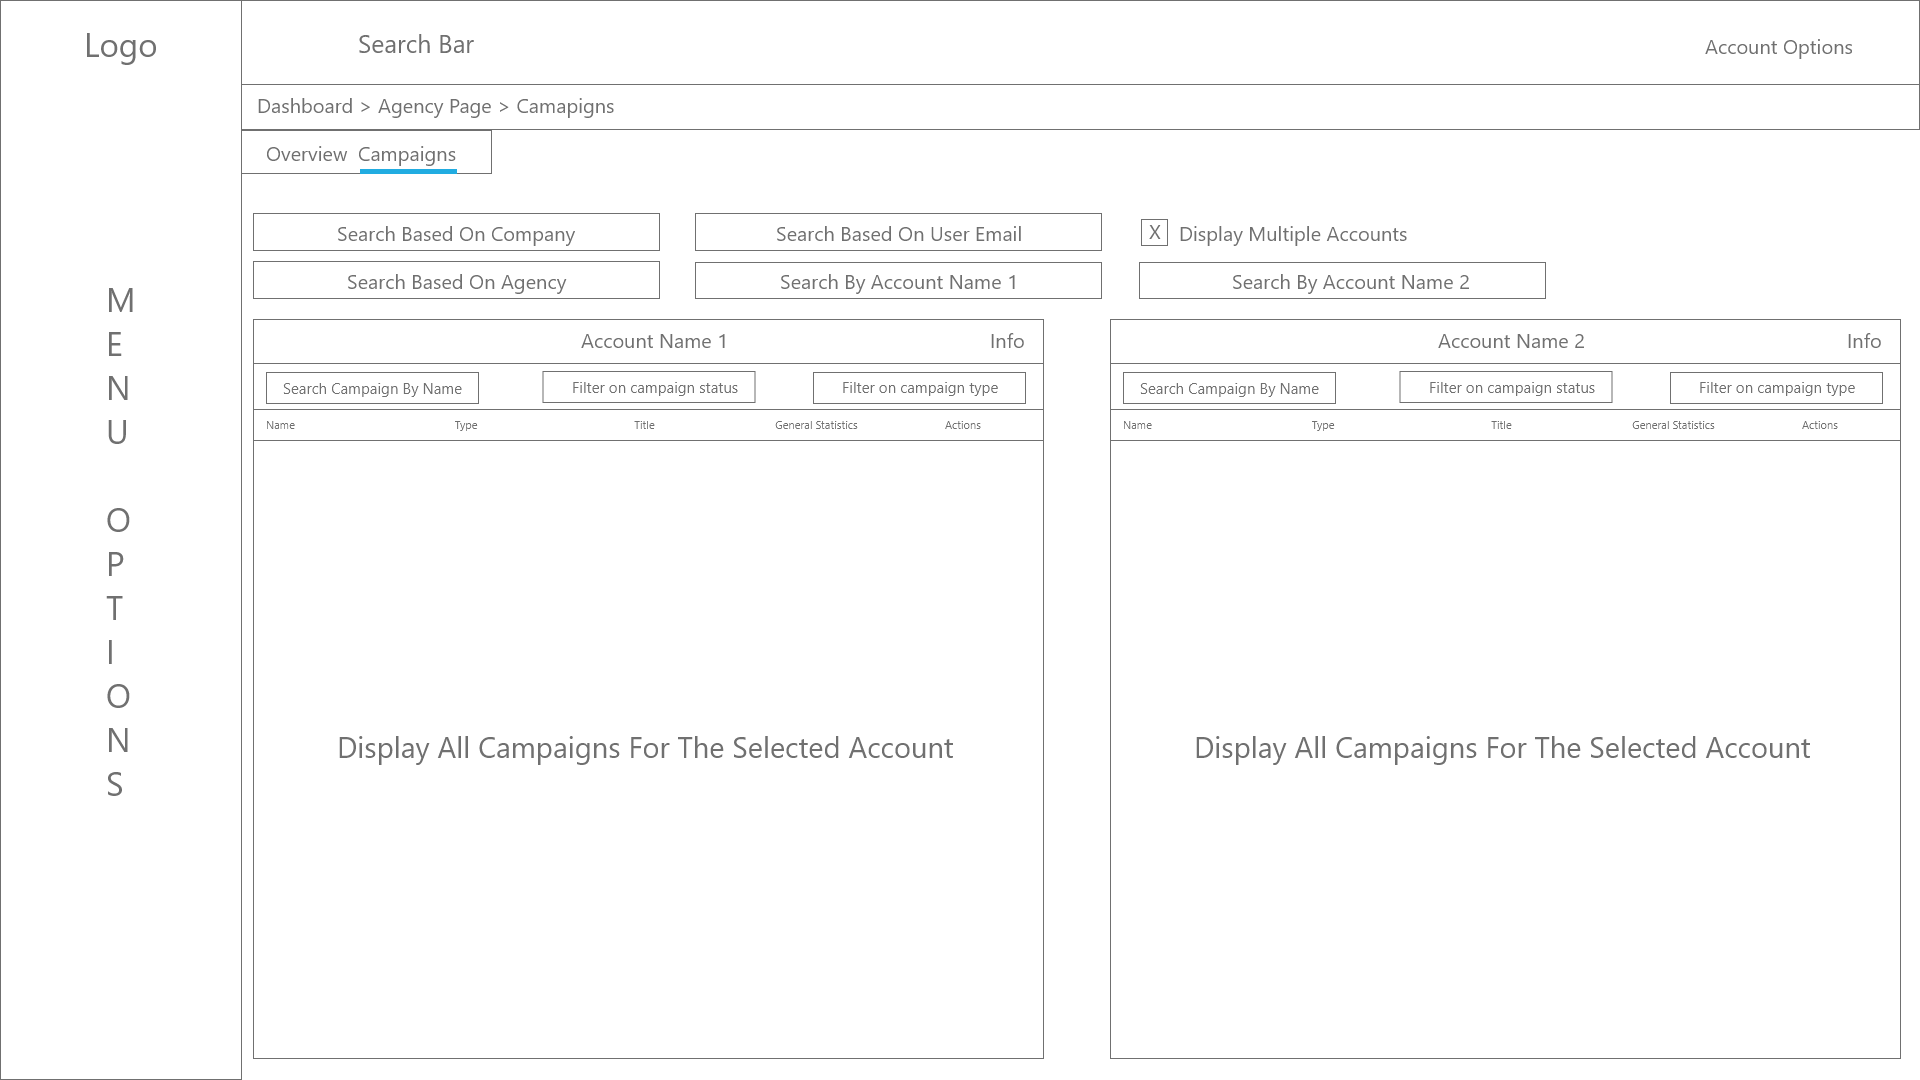 Logo
Search Bar
Account Options
Dashboard > Agency Page > Camapigns
Overview Campaigns
Search Based On Company
Search Based On User Email
X Display Multiple Accounts
Search Based On Agency
Search By Account Name 1
Search By Account Name 2
M
E
N
U
O
P
T
I
O
N
S
Account Name 1
Info
Search Campaign By Name
Filter on campaign status
Filter on campaign type
Name
Type
Title
General Statistics
Actions
Display All Campaigns For The Selected Account
Account Name 2
Info
Search Campaign By Name
Filter on campaign status
Filter on campaign type
Name
Type
Title
General Statistics
Actions
Display All Campaigns For The Selected Account